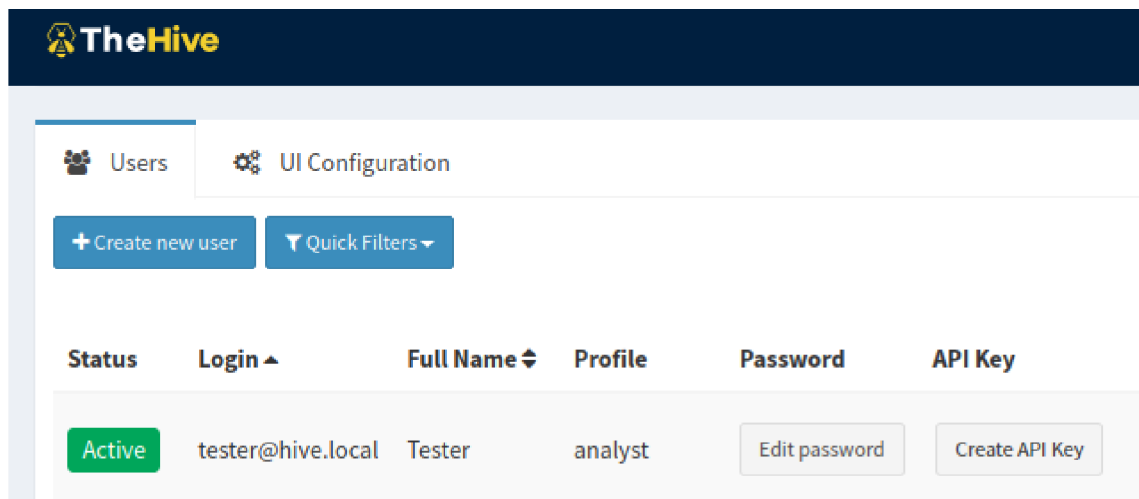 TheHive
Users UI Configuration
Create new user Quick Filters
Status Login Full Name Profile Password API Key
Active tester@hive.local Tester analyst Edit password Create API Key